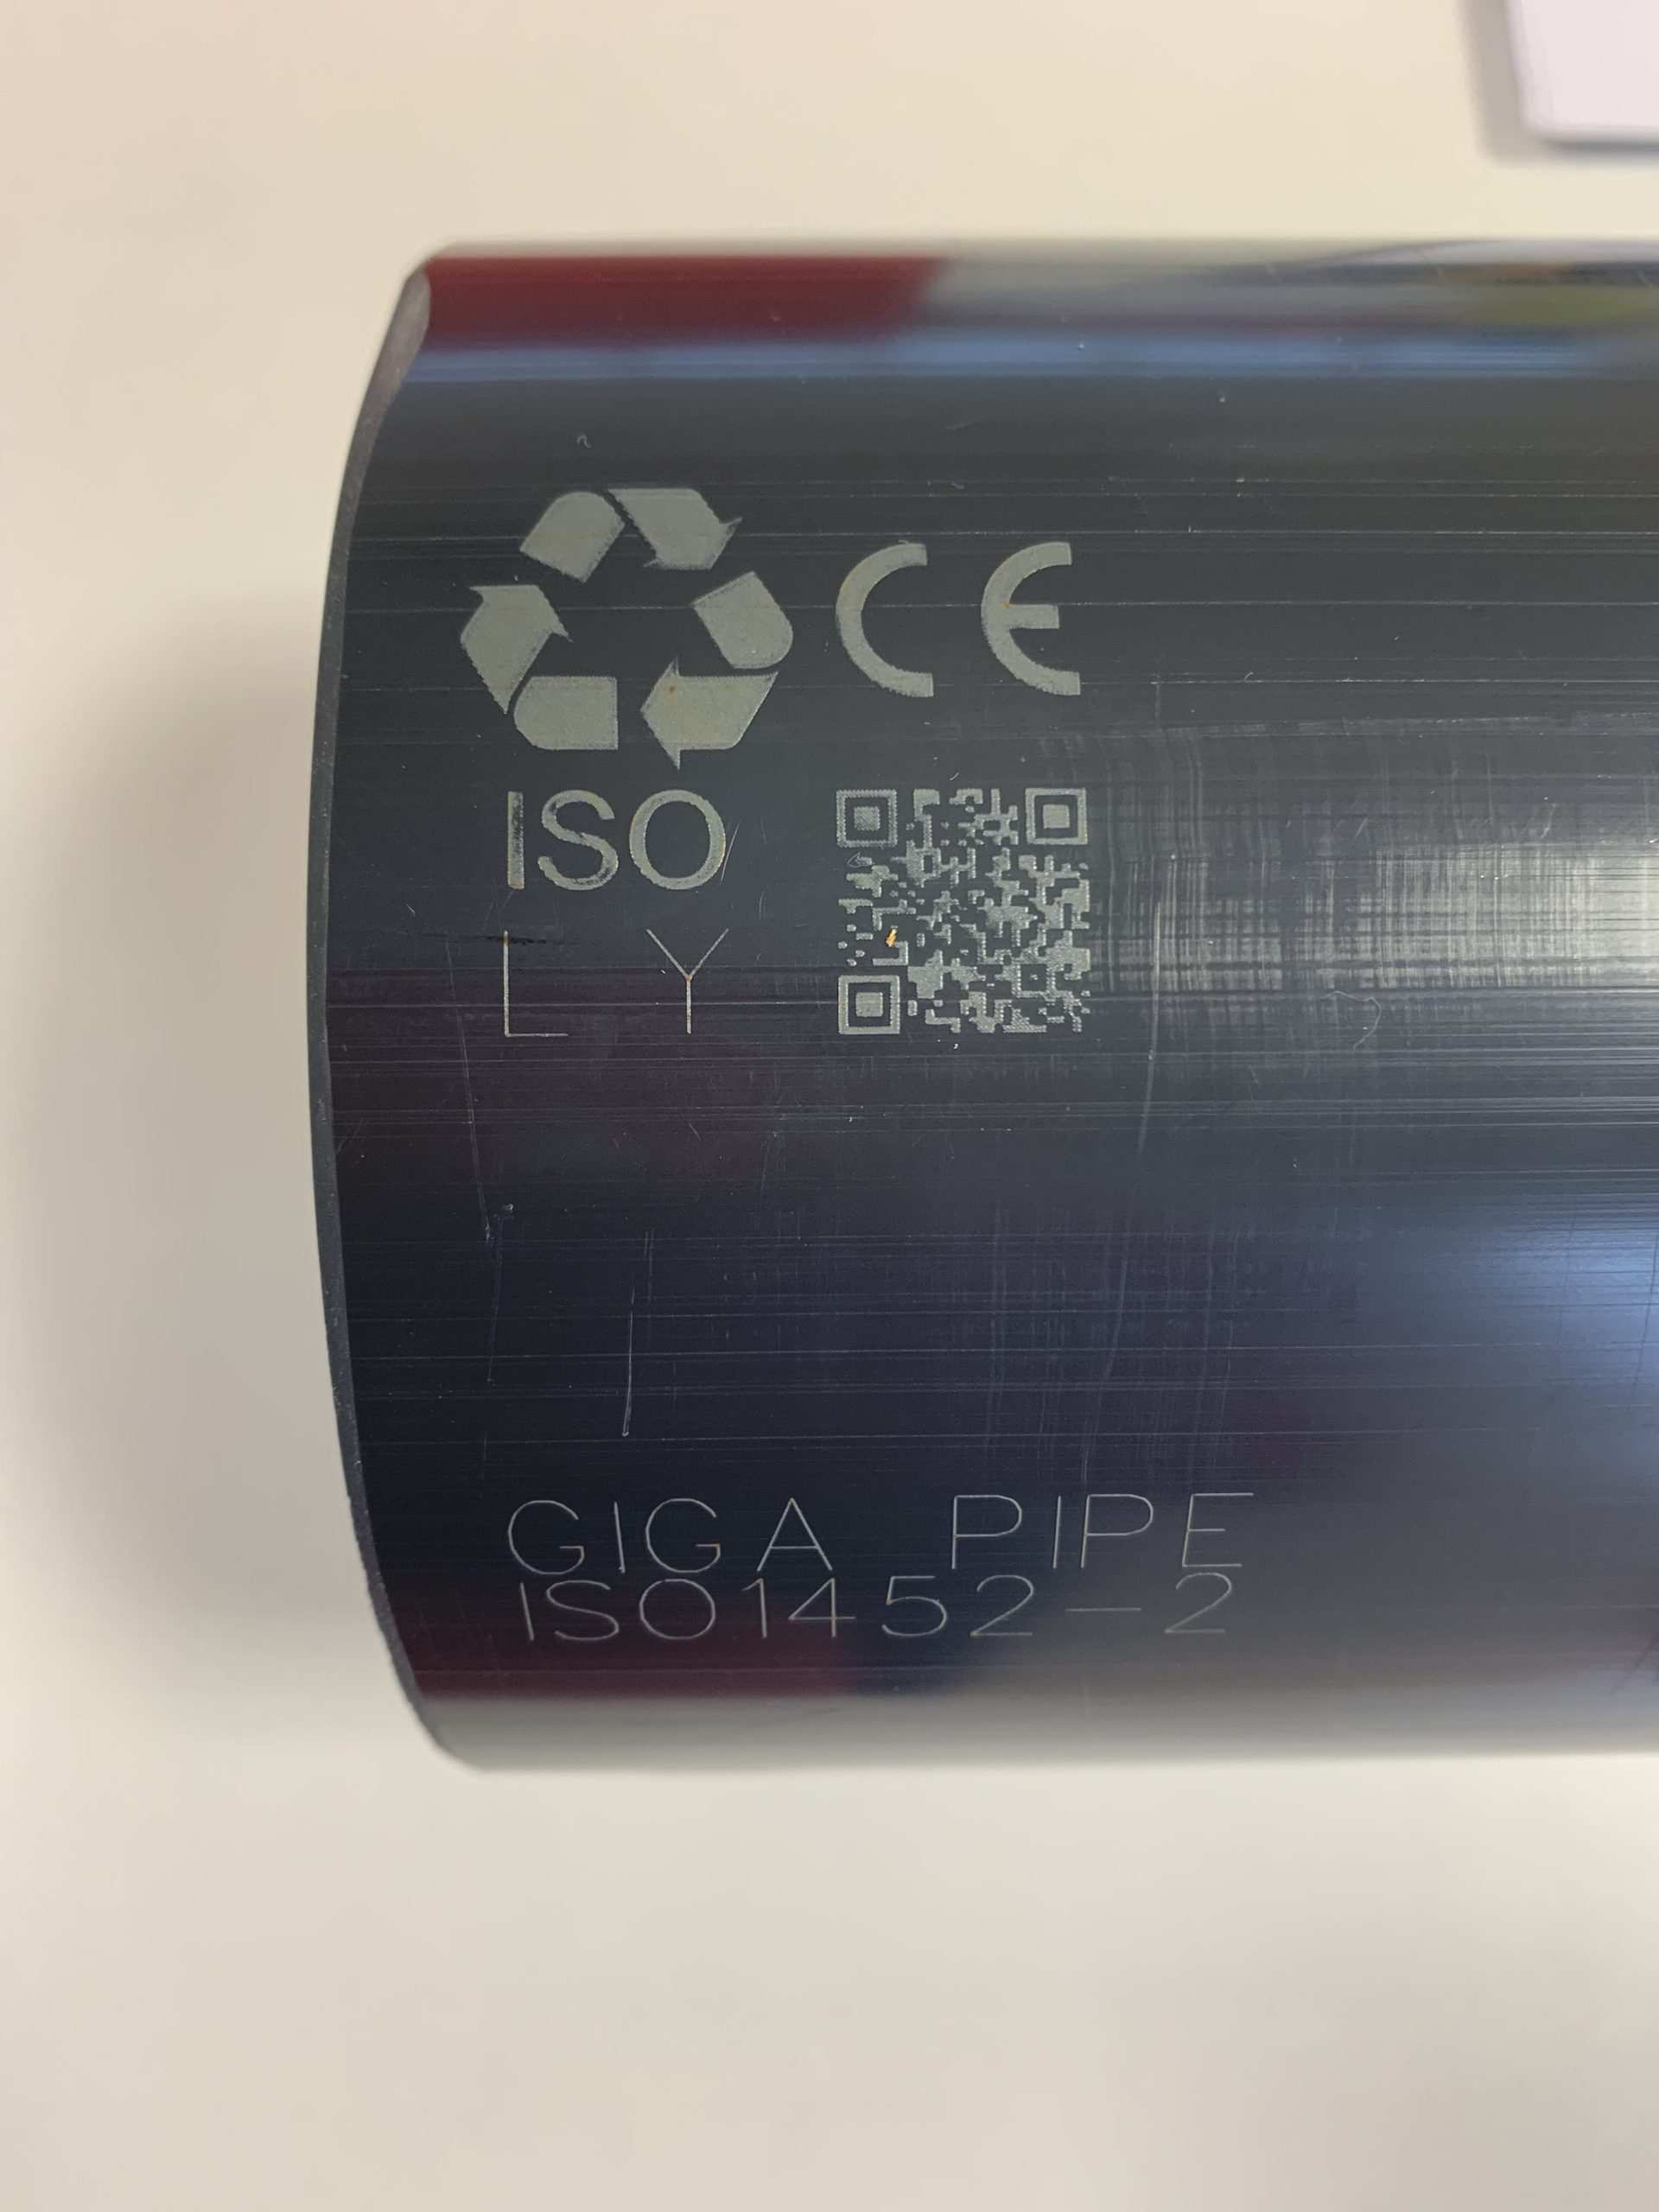 CE
ISO
L Y
GIGA PIPE
ISO1452-2